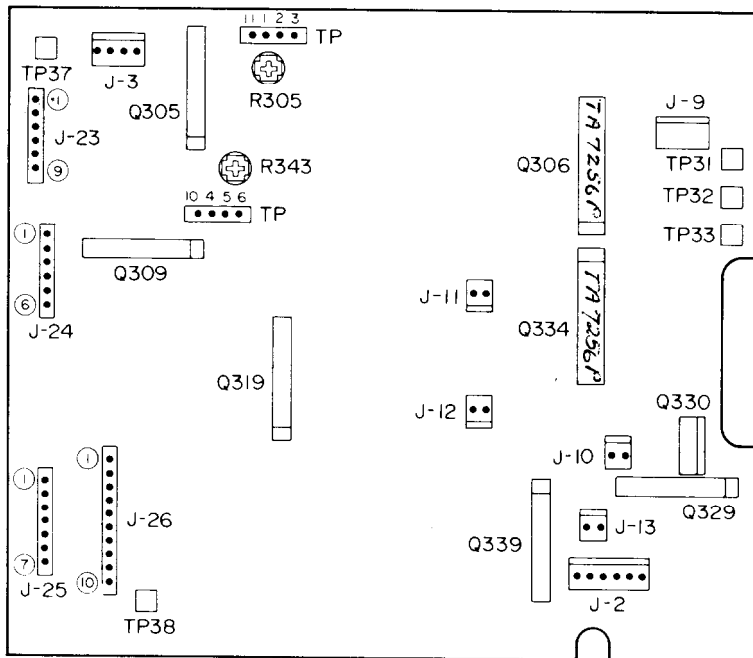 11 1 2 3
TP
TP37
J-3
R305
Q305
1
J-23
9
R343
10 4 5 6
TP
1
Q309
6
J-24
Q319
J-9
Q306
TA7256P
TP31
TP32
TP33
J-11
Q334
TA7256P
J-12
Q330
J-10
Q329
1
1
J-26
7
J-25
10
TP38
Q339
J-13
J-2